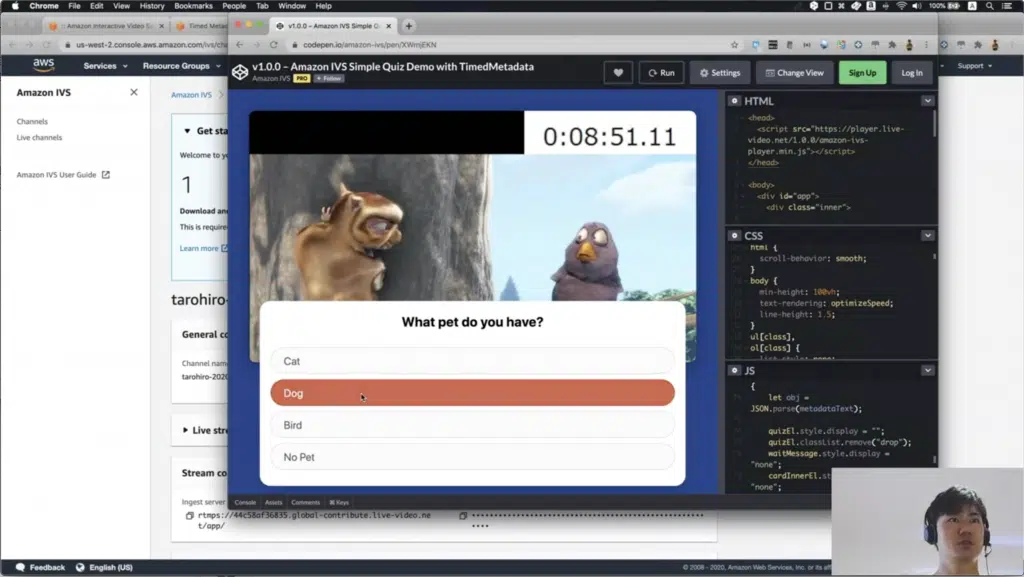 Chrome File Edit View History Bookmarks People Tab Window Help 100%
Amazon Interactive Video S
Timed Meta
v1.0.0 – Amazon IVS Simple Q
us-west-2.console.aws.amazon.com/ivs/
codepen.io/amazon-ivs/pen/XWmjEKN
aws Services Resource Groups
Support
v1.0.0 – Amazon IVS Simple Quiz Demo with TimedMetadata
Amazon IVS PRO + Follow
Run
Settings
Change View
Sign Up
Log In
Amazon IVS
Channels
Live channels
Amazon IVS User Guide
Amazon IVS
Get sta
Welcome to y
1
Download an
This is require
Learn more
tarohiro-
General co
Channel name
tarohiro-202
Live stre
Stream co
Ingest server
rtmps://44c58af36835.global-contribute.live-video.ne
t/app/
0:08:51.11
What pet do you have?
Cat
Dog
Bird
No Pet
HTML
<head>
<script src="https://player.live-
video.net/1.0.0/amazon-ivs-
player.min.js"></script>
</head>
<body>
<div id="app">
<div class="inner">
CSS
html {
scroll-behavior: smooth;
}
body {
min-height: 100vh;
text-rendering: optimizeSpeed;
line-height: 1.5;
}
ul[class],
ol[class] {
list-style: none;
JS
{
let obj =
JSON.parse(metadataText);
quizEl.style.display = "";
quizEl.classList.remove("drop");
waitMessage.style.display =
"none";
cardInnerEl.st
"none";
Console Assets Comments ⌘ Keys
Feedback English (US)
© 2008 - 2020, Amazon Web Services, Inc. or its aff